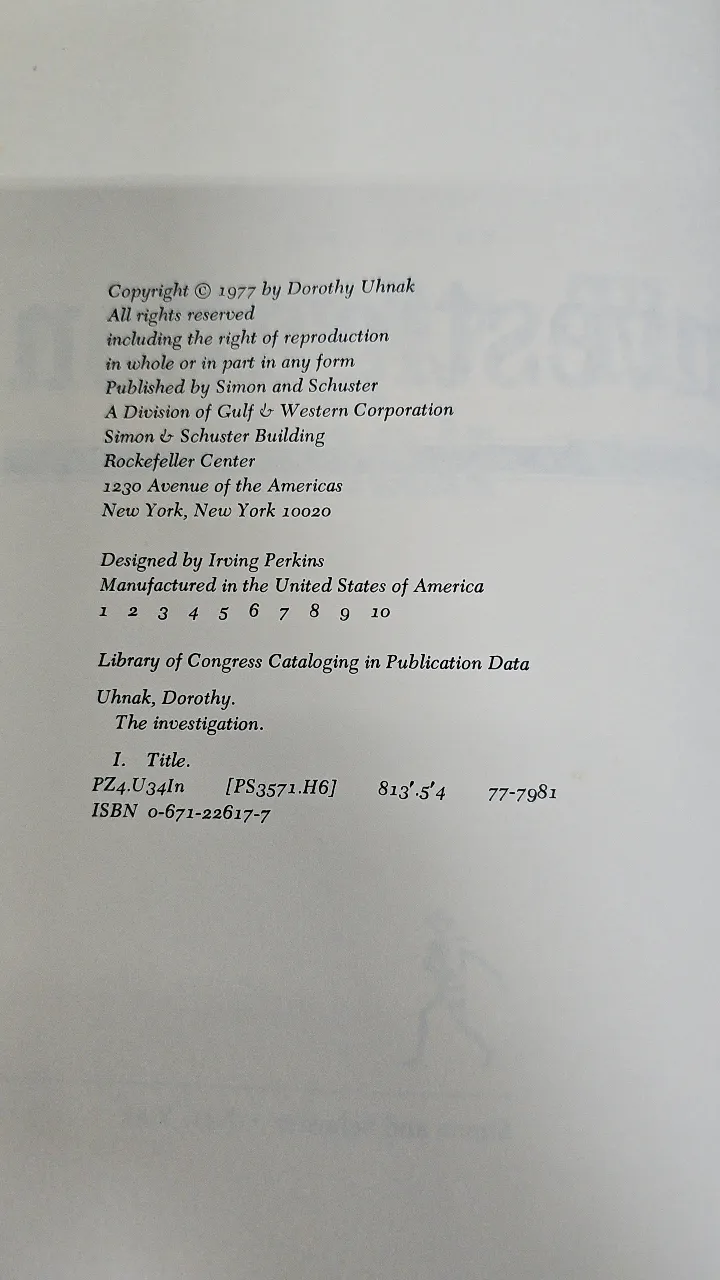 Copyright © 1977 by Dorothy Uhnak
All rights reserved
including the right of reproduction
in whole or in part in any form
Published by Simon and Schuster
A Division of Gulf & Western Corporation
Simon & Schuster Building
Rockefeller Center
1230 Avenue of the Americas
New York, New York 10020
Designed by Irving Perkins
Manufactured in the United States of America
1 2 3 4 5 6 7 8 9 10
Library of Congress Cataloging in Publication Data
Uhnak, Dorothy.
The investigation.
I. Title.
PZ4.U34In [PS3571.H6] 813'.5'4 77-7981
ISBN 0-671-22617-7